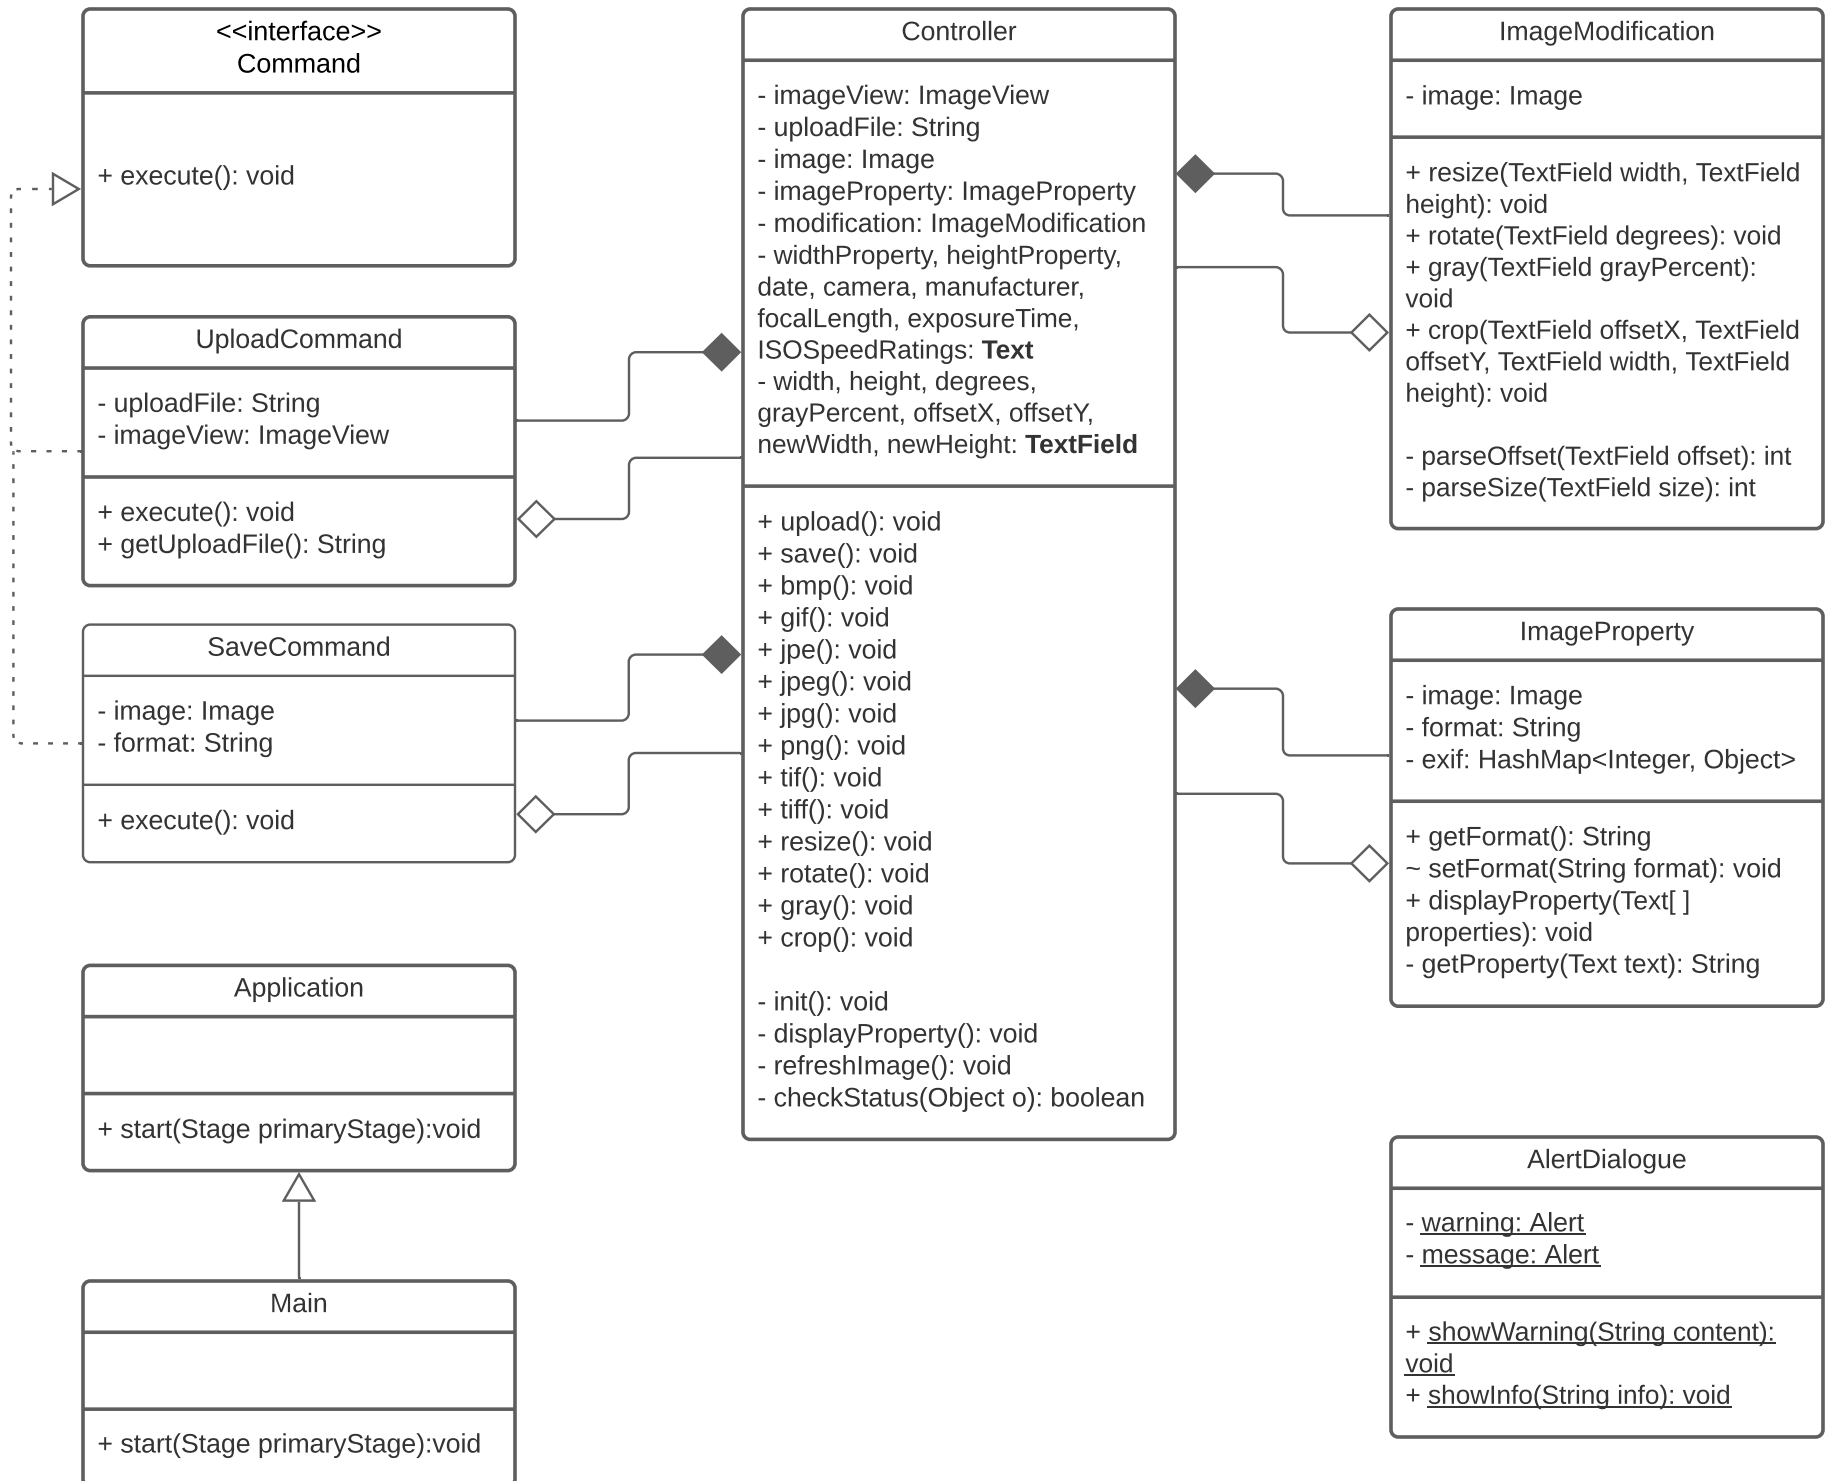 <<interface>>
Command
+ execute(): void
UploadCommand
- uploadFile: String
- imageView: ImageView
+ execute(): void
+ getUploadFile(): String
SaveCommand
- image: Image
- format: String
+ execute(): void
Application
+ start(Stage primaryStage):void
Main
+ start(Stage primaryStage):void
Controller
- imageView: ImageView
- uploadFile: String
- image: Image
- imageProperty: ImageProperty
- modification: ImageModification
- widthProperty, heightProperty,
date, camera, manufacturer,
focalLength, exposureTime,
ISOSpeedRatings: Text
- width, height, degrees,
grayPercent, offsetX, offsetY,
newWidth, newHeight: TextField
+ upload(): void
+ save(): void
+ bmp(): void
+ gif(): void
+ jpe(): void
+ jpeg(): void
+ jpg(): void
+ png(): void
+ tif(): void
+ tiff(): void
+ resize(): void
+ rotate(): void
+ gray(): void
+ crop(): void
- init(): void
- displayProperty(): void
- refreshImage(): void
- checkStatus(Object o): boolean
ImageModification
- image: Image
+ resize(TextField width, TextField
height): void
+ rotate(TextField degrees): void
+ gray(TextField grayPercent):
void
+ crop(TextField offsetX, TextField
offsetY, TextField width, TextField
height): void
- parseOffset(TextField offset): int
- parseSize(TextField size): int
ImageProperty
- image: Image
- format: String
- exif: HashMap<Integer, Object>
+ getFormat(): String
~ setFormat(String format): void
+ displayProperty(Text[ ]
properties): void
- getProperty(Text text): String
AlertDialogue
- warning: Alert
- message: Alert
+ showWarning(String content):
void
+ showInfo(String info): void